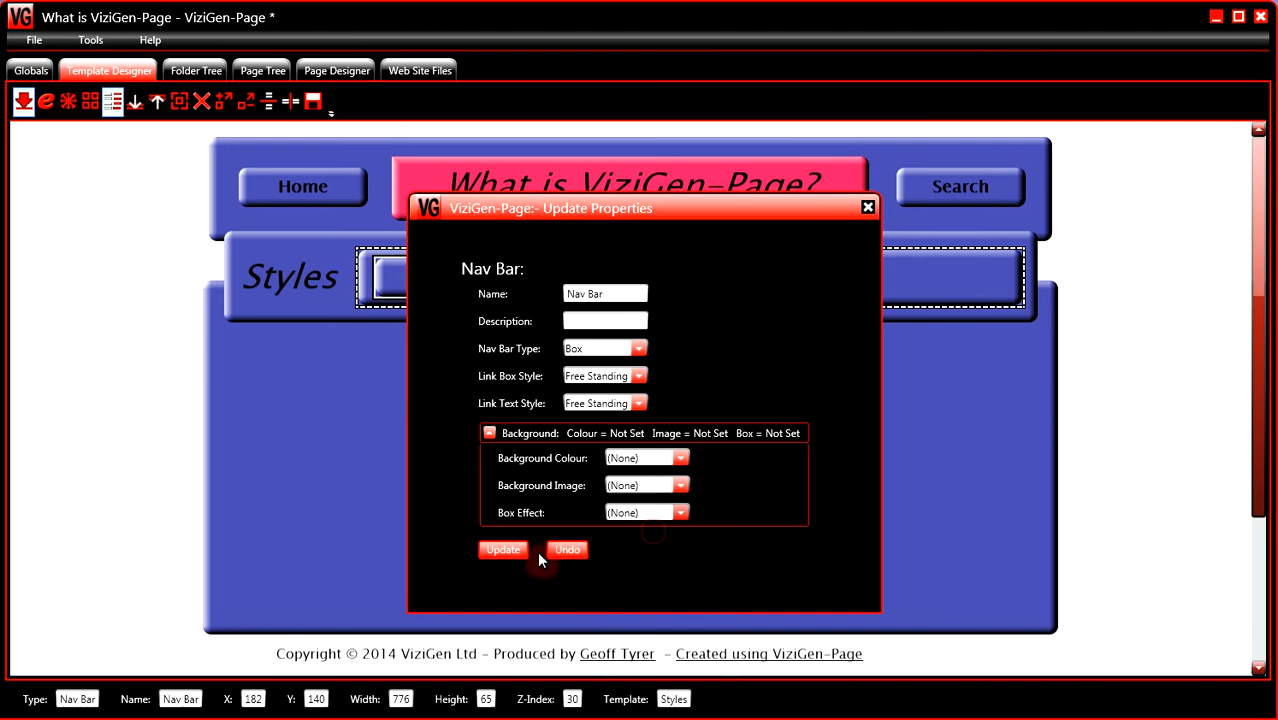 VG What is ViziGen-Page - ViziGen-Page *
File Tools Help
Globals Template Designer Folder Tree Page Tree Page Designer Web Site Files
Home What is ViziGen-Page? Search
VG ViziGen-Page:- Update Properties
Styles
Nav Bar:
Name: Nav Bar
Description:
Nav Bar Type: Box
Link Box Style: Free Standing
Link Text Style: Free Standing
Background: Colour = Not Set Image = Not Set Box = Not Set
Background Colour: (None)
Background Image: (None)
Box Effect: (None)
Update Undo
Copyright © 2014 ViziGen Ltd - Produced by Geoff Tyrer - Created using ViziGen-Page
Type: Nav Bar Name: Nav Bar X: 182 Y: 140 Width: 776 Height: 65 Z-Index: 30 Template: Styles